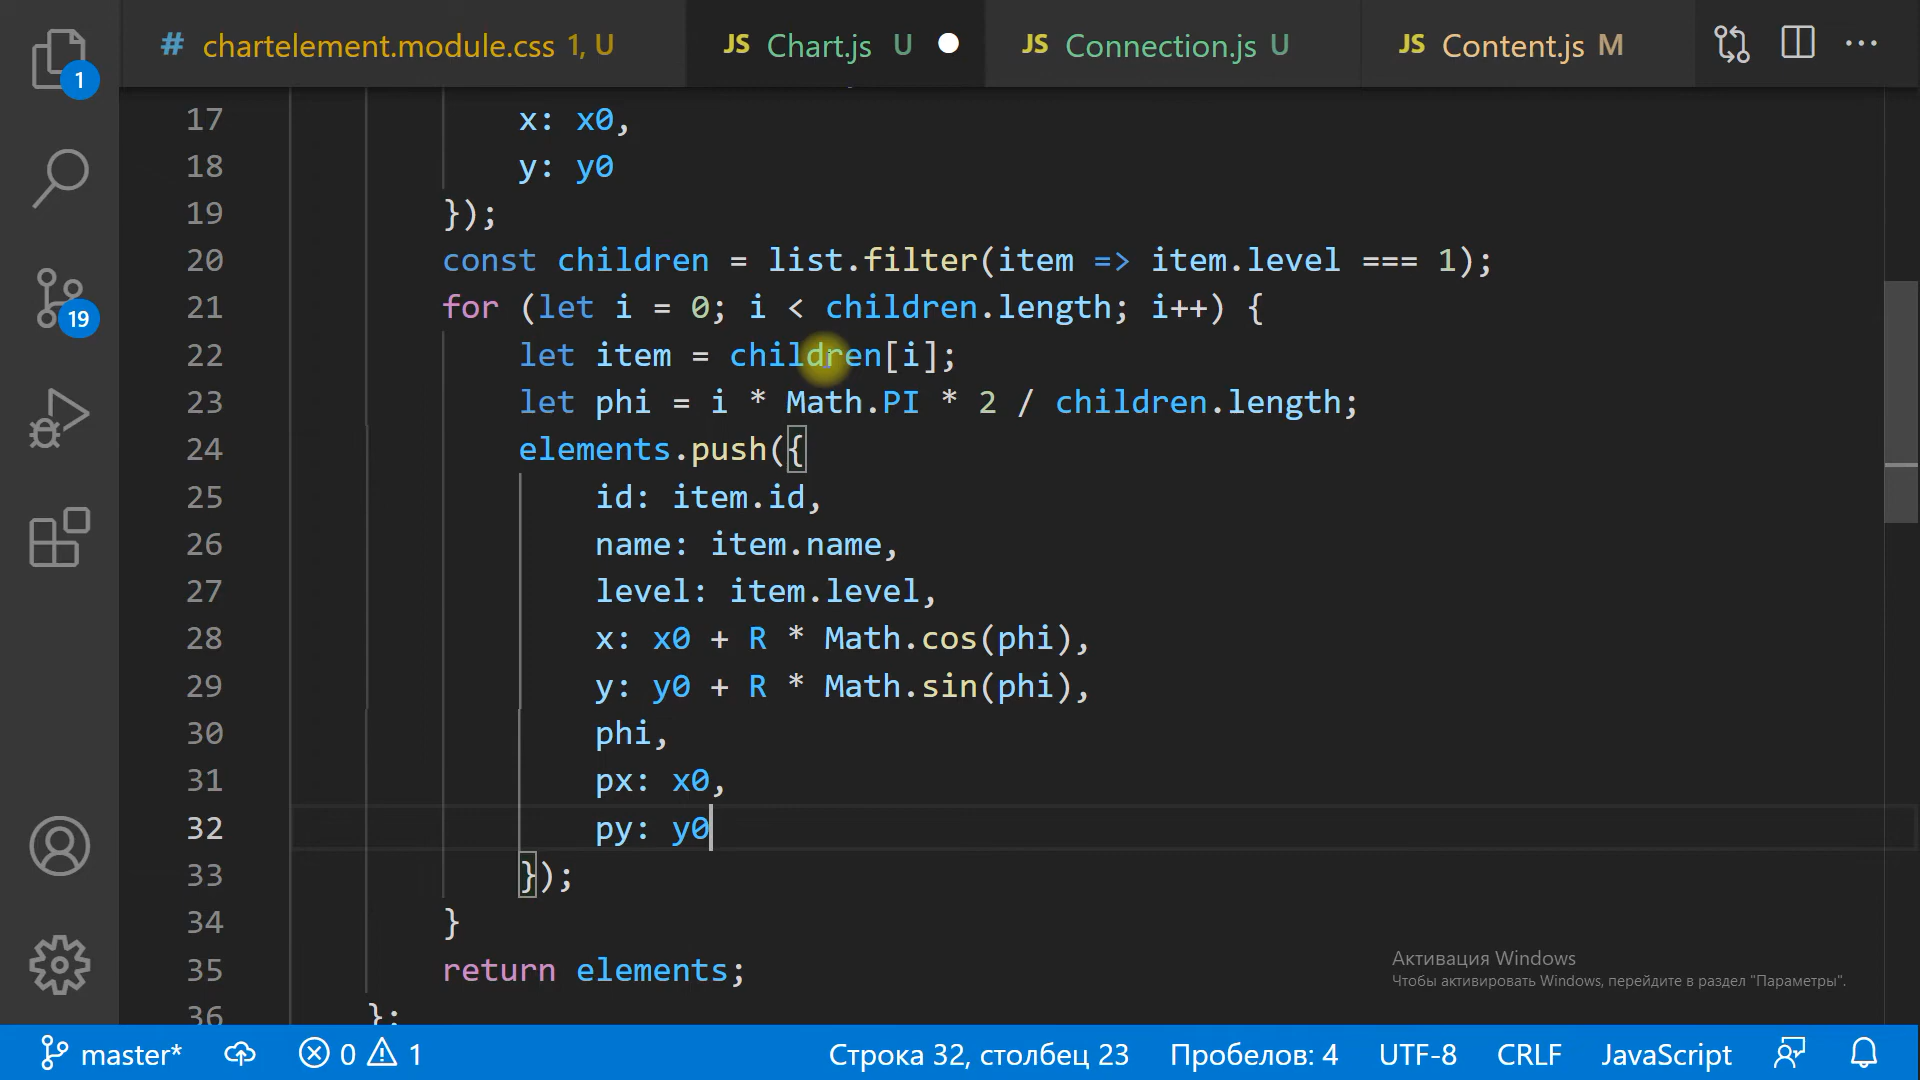 # chartelement.module.css 1, U JS Chart.js U JS Connection.js U JS Content.js M
1
19
17 x: x0,
18 y: y0
19 });
20 const children = list.filter(item => item.level === 1);
21 for (let i = 0; i < children.length; i++) {
22 let item = children[i];
23 let phi = i * Math.PI * 2 / children.length;
24 elements.push({
25 id: item.id,
26 name: item.name,
27 level: item.level,
28 x: x0 + R * Math.cos(phi),
29 y: y0 + R * Math.sin(phi),
30 phi,
31 px: x0,
32 py: y0
33 });
34 }
35 return elements;
36 };
Активация Windows
Чтобы активировать Windows, перейдите в раздел "Параметры".
master* 0 1 Строка 32, столбец 23 Пробелов: 4 UTF-8 CRLF JavaScript